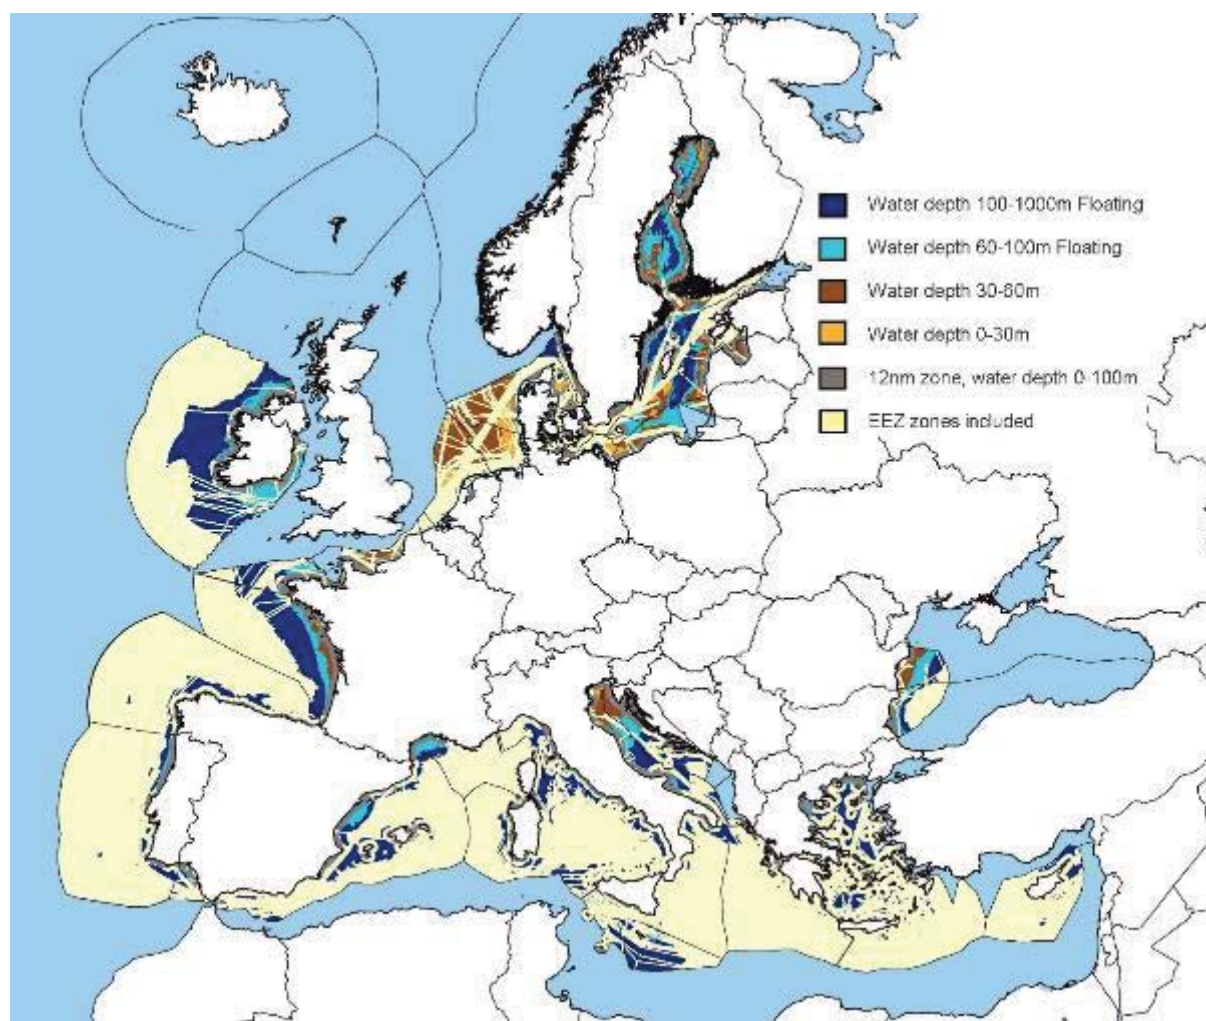 Water depth 100-1000m Floating
Water depth 60-100m Floating
Water depth 30-60m
Water depth 0-30m
12nm zone, water depth 0-100m
EEZ zones included